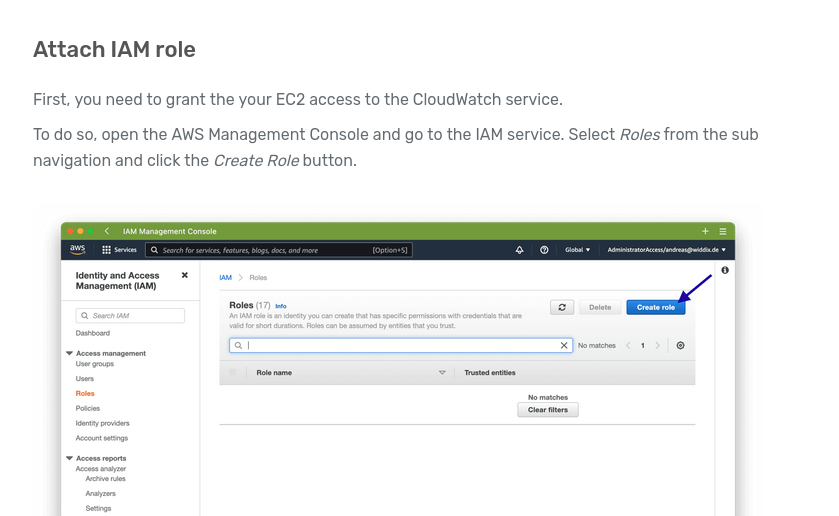 Attach IAM role
First, you need to grant the your EC2 access to the CloudWatch service.
To do so, open the AWS Management Console and go to the IAM service. Select Roles from the sub
navigation and click the Create Role button.
IAM Management Console
aws Services Search for services, features, blogs, docs, and more [Option+S] Global AdministratorAccess/andreas@widdix.de
Identity and Access
Management (IAM)
Search IAM
Dashboard
Access management
User groups
Users
Roles
Policies
Identity providers
Account settings
Access reports
Access analyzer
Archive rules
Analyzers
Settings
IAM Roles
Roles (17) Info
An IAM role is an identity you can create that has specific permissions with credentials that are
valid for short durations. Roles can be assumed by entities that you trust.
Delete Create role
No matches 1
Role name Trusted entities
No matches
Clear filters